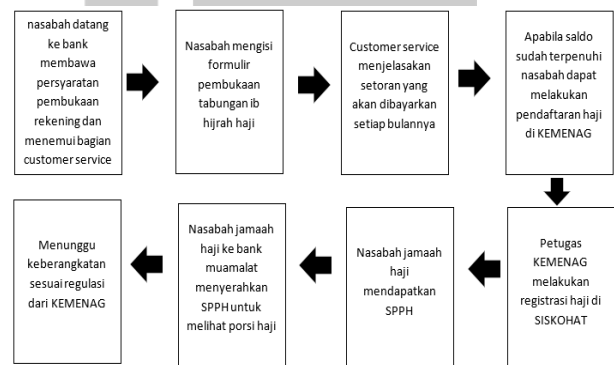 nasabah datang
ke bank
membawa
persyaratan
pembukaan
rekening dan
menemui bagian
customer service
Nasabah mengisi
formulir
pembukaan
tabungan ib
hijrah haji
Customer service
menjelasakan
setoran yang
akan dibayarkan
setiap bulannya
Apabila saldo
sudah terpenuhi
nasabah dapat
melakukan
pendaftaran haji
di KEMENAG
Petugas
KEMENAG
melakukan
registrasi haji di
SISKOHAT
Nasabah jamaah
haji
mendapatkan
SPPH
Nasabah jamaah
haji ke bank
muamalat
menyerahkan
SPPH untuk
melihat porsi haji
Menunggu
keberangkatan
sesuai regulasi
dari KEMENAG